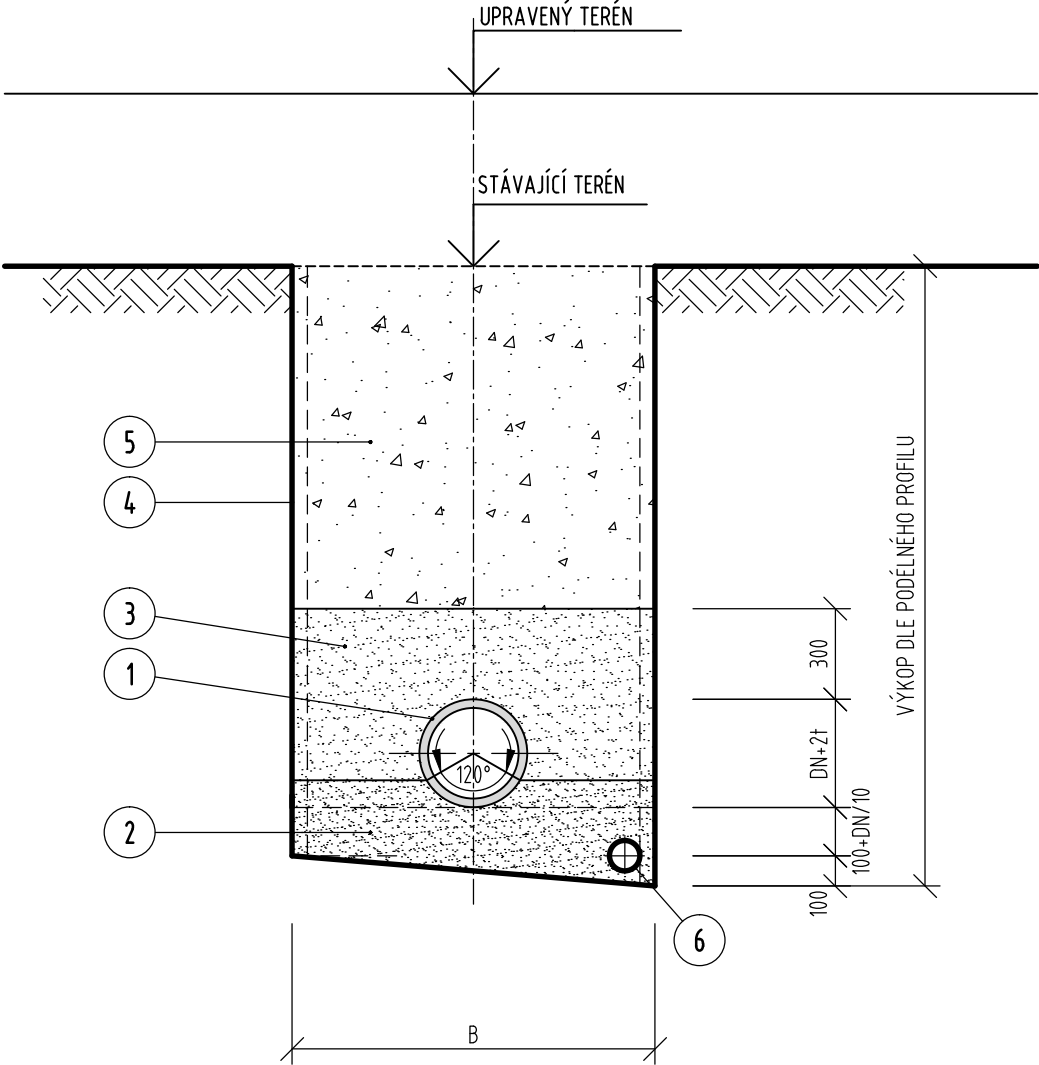 UPRAVENÝ TERÉN
STÁVAJÍCÍ TERÉN
5
4
3
1
2
6
120°
300
DN+2t
100+DN/10
100
VÝKOP DLE PODÉLNÉHO PROFILU
B